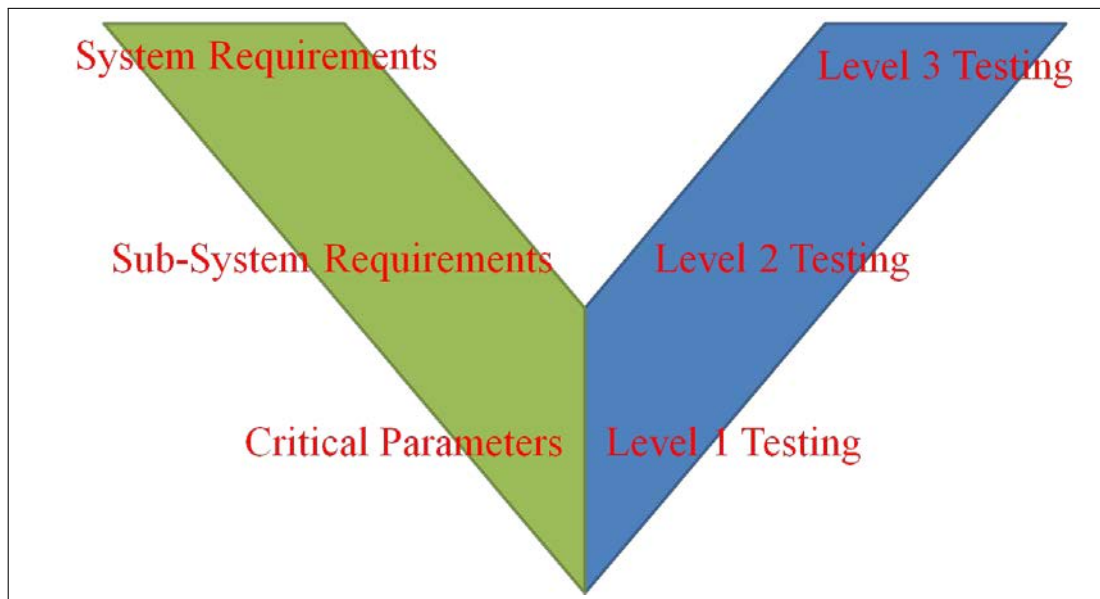 System Requirements
Level 3 Testing
Sub-System Requirements
Level 2 Testing
Critical Parameters
Level 1 Testing